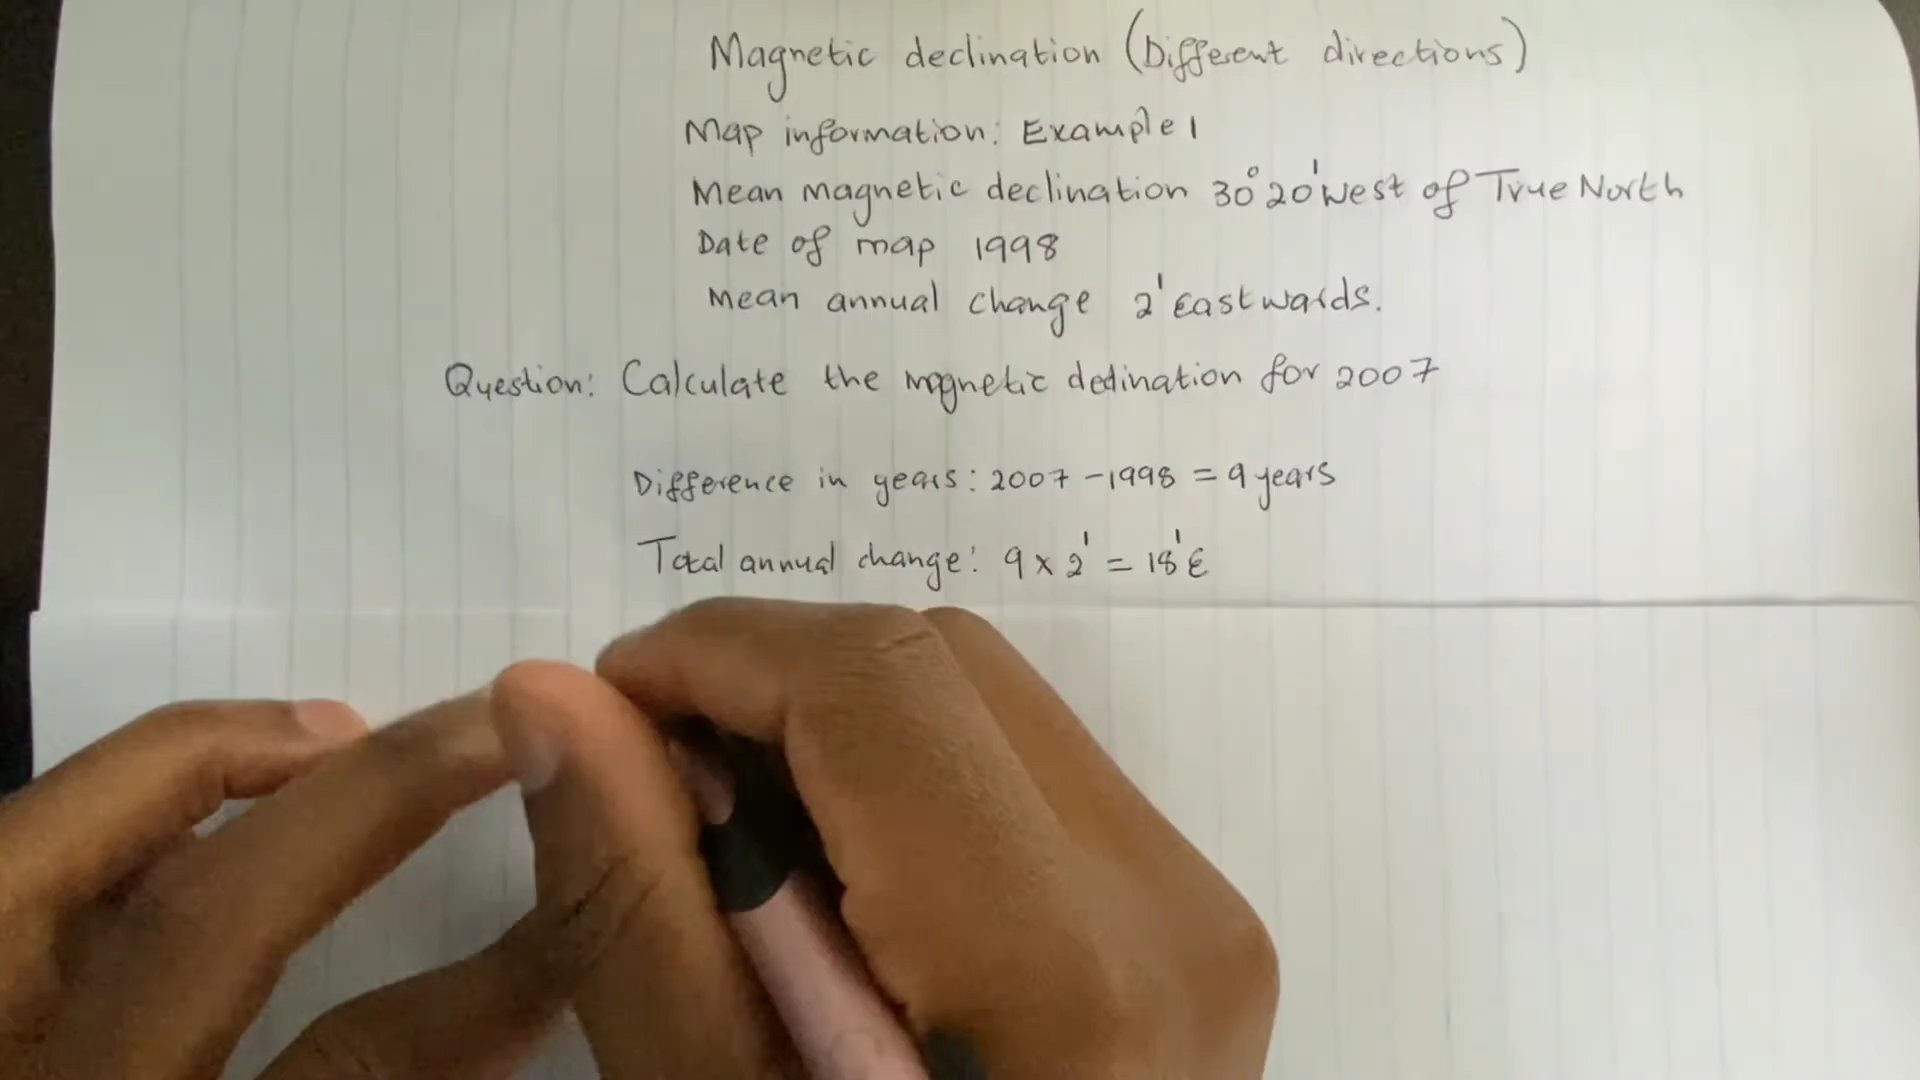 Magnetic declination (Different directions)
Map information: Example 1
Mean magnetic declination 30°20' West of True North
Date of map 1998
Mean annual change 2' Eastwards.
Question: Calculate the magnetic declination for 2007
Difference in years: 2007 - 1998 = 9 years
Total annual change: 9 x 2' = 18' E